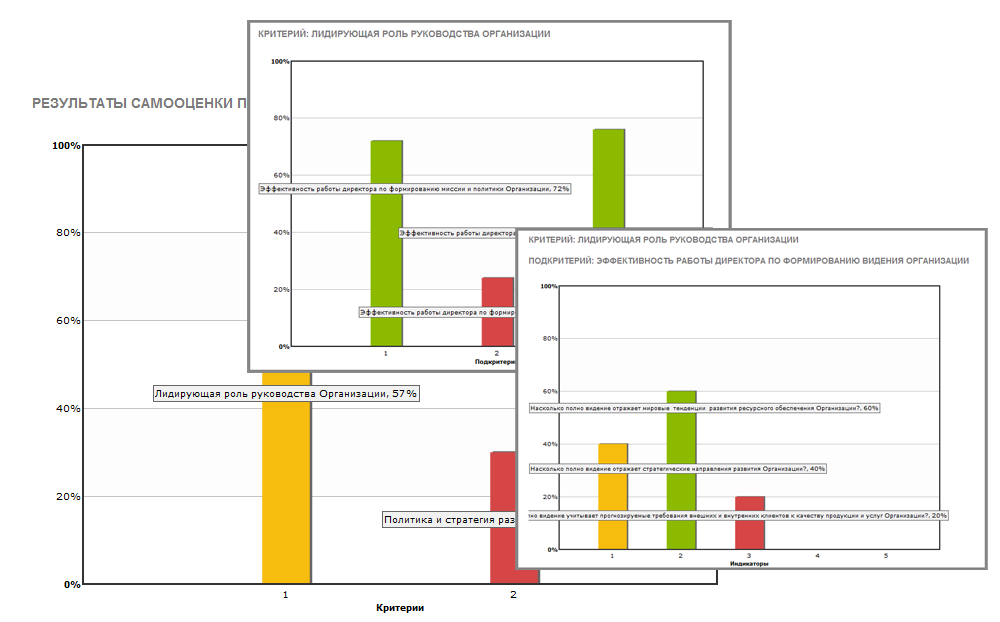 КРИТЕРИЙ: ЛИДИРУЮЩАЯ РОЛЬ РУКОВОДСТВА ОРГАНИЗАЦИИ
100%
80%
60%
Эффективность работы директора по формированию миссии и политики Организации, 72%
40%
Эффективность работы директора
20%
Эффективность работы директора по
0%
1
2
РЕЗУЛЬТАТЫ САМООЦЕНКИ
100%
80%
60%
Лидирующая роль руководства Организации, 57%
40%
20%
Политика и стратегия
0%
1
2
Критерии
КРИТЕРИЙ: ЛИДИРУЮЩАЯ РОЛЬ РУКОВОДСТВА ОРГАНИЗАЦИИ
ПОДКРИТЕРИЙ: ЭФФЕКТИВНОСТЬ РАБОТЫ ДИРЕКТОРА ПО ФОРМИРОВАНИЮ ВИДЕНИЯ ОРГАНИЗАЦИИ
100%
80%
60%
Насколько полно видение отражает мировые тенденции развития ресурсного обеспечения Организации?, 60%
40%
Насколько полно видение отражает стратегические направления развития Организации?, 40%
20%
видение учитывает прогнозируемые требования внешних и внутренних клиентов к качеству продукции и услуг Организации?, 20%
0%
1
2
3
4
5
Индикаторы